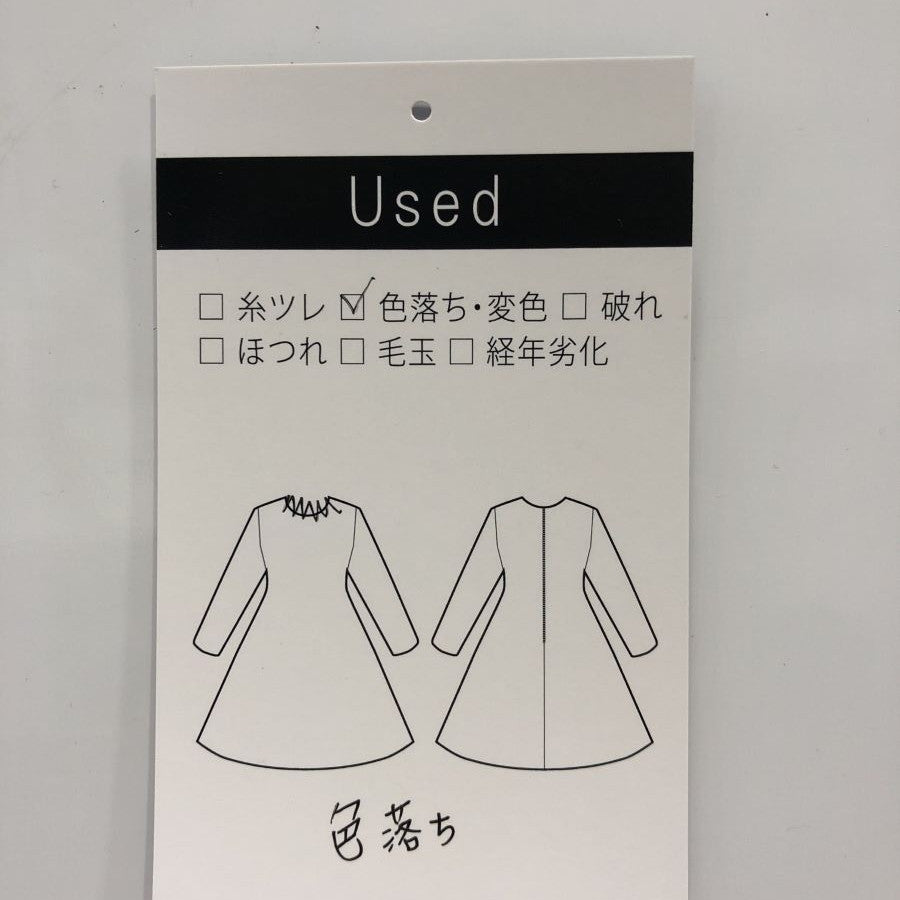 Used
□ 糸ツレ ☑ 色落ち・変色 □ 破れ
□ ほつれ □ 毛玉 □ 経年劣化
色落ち